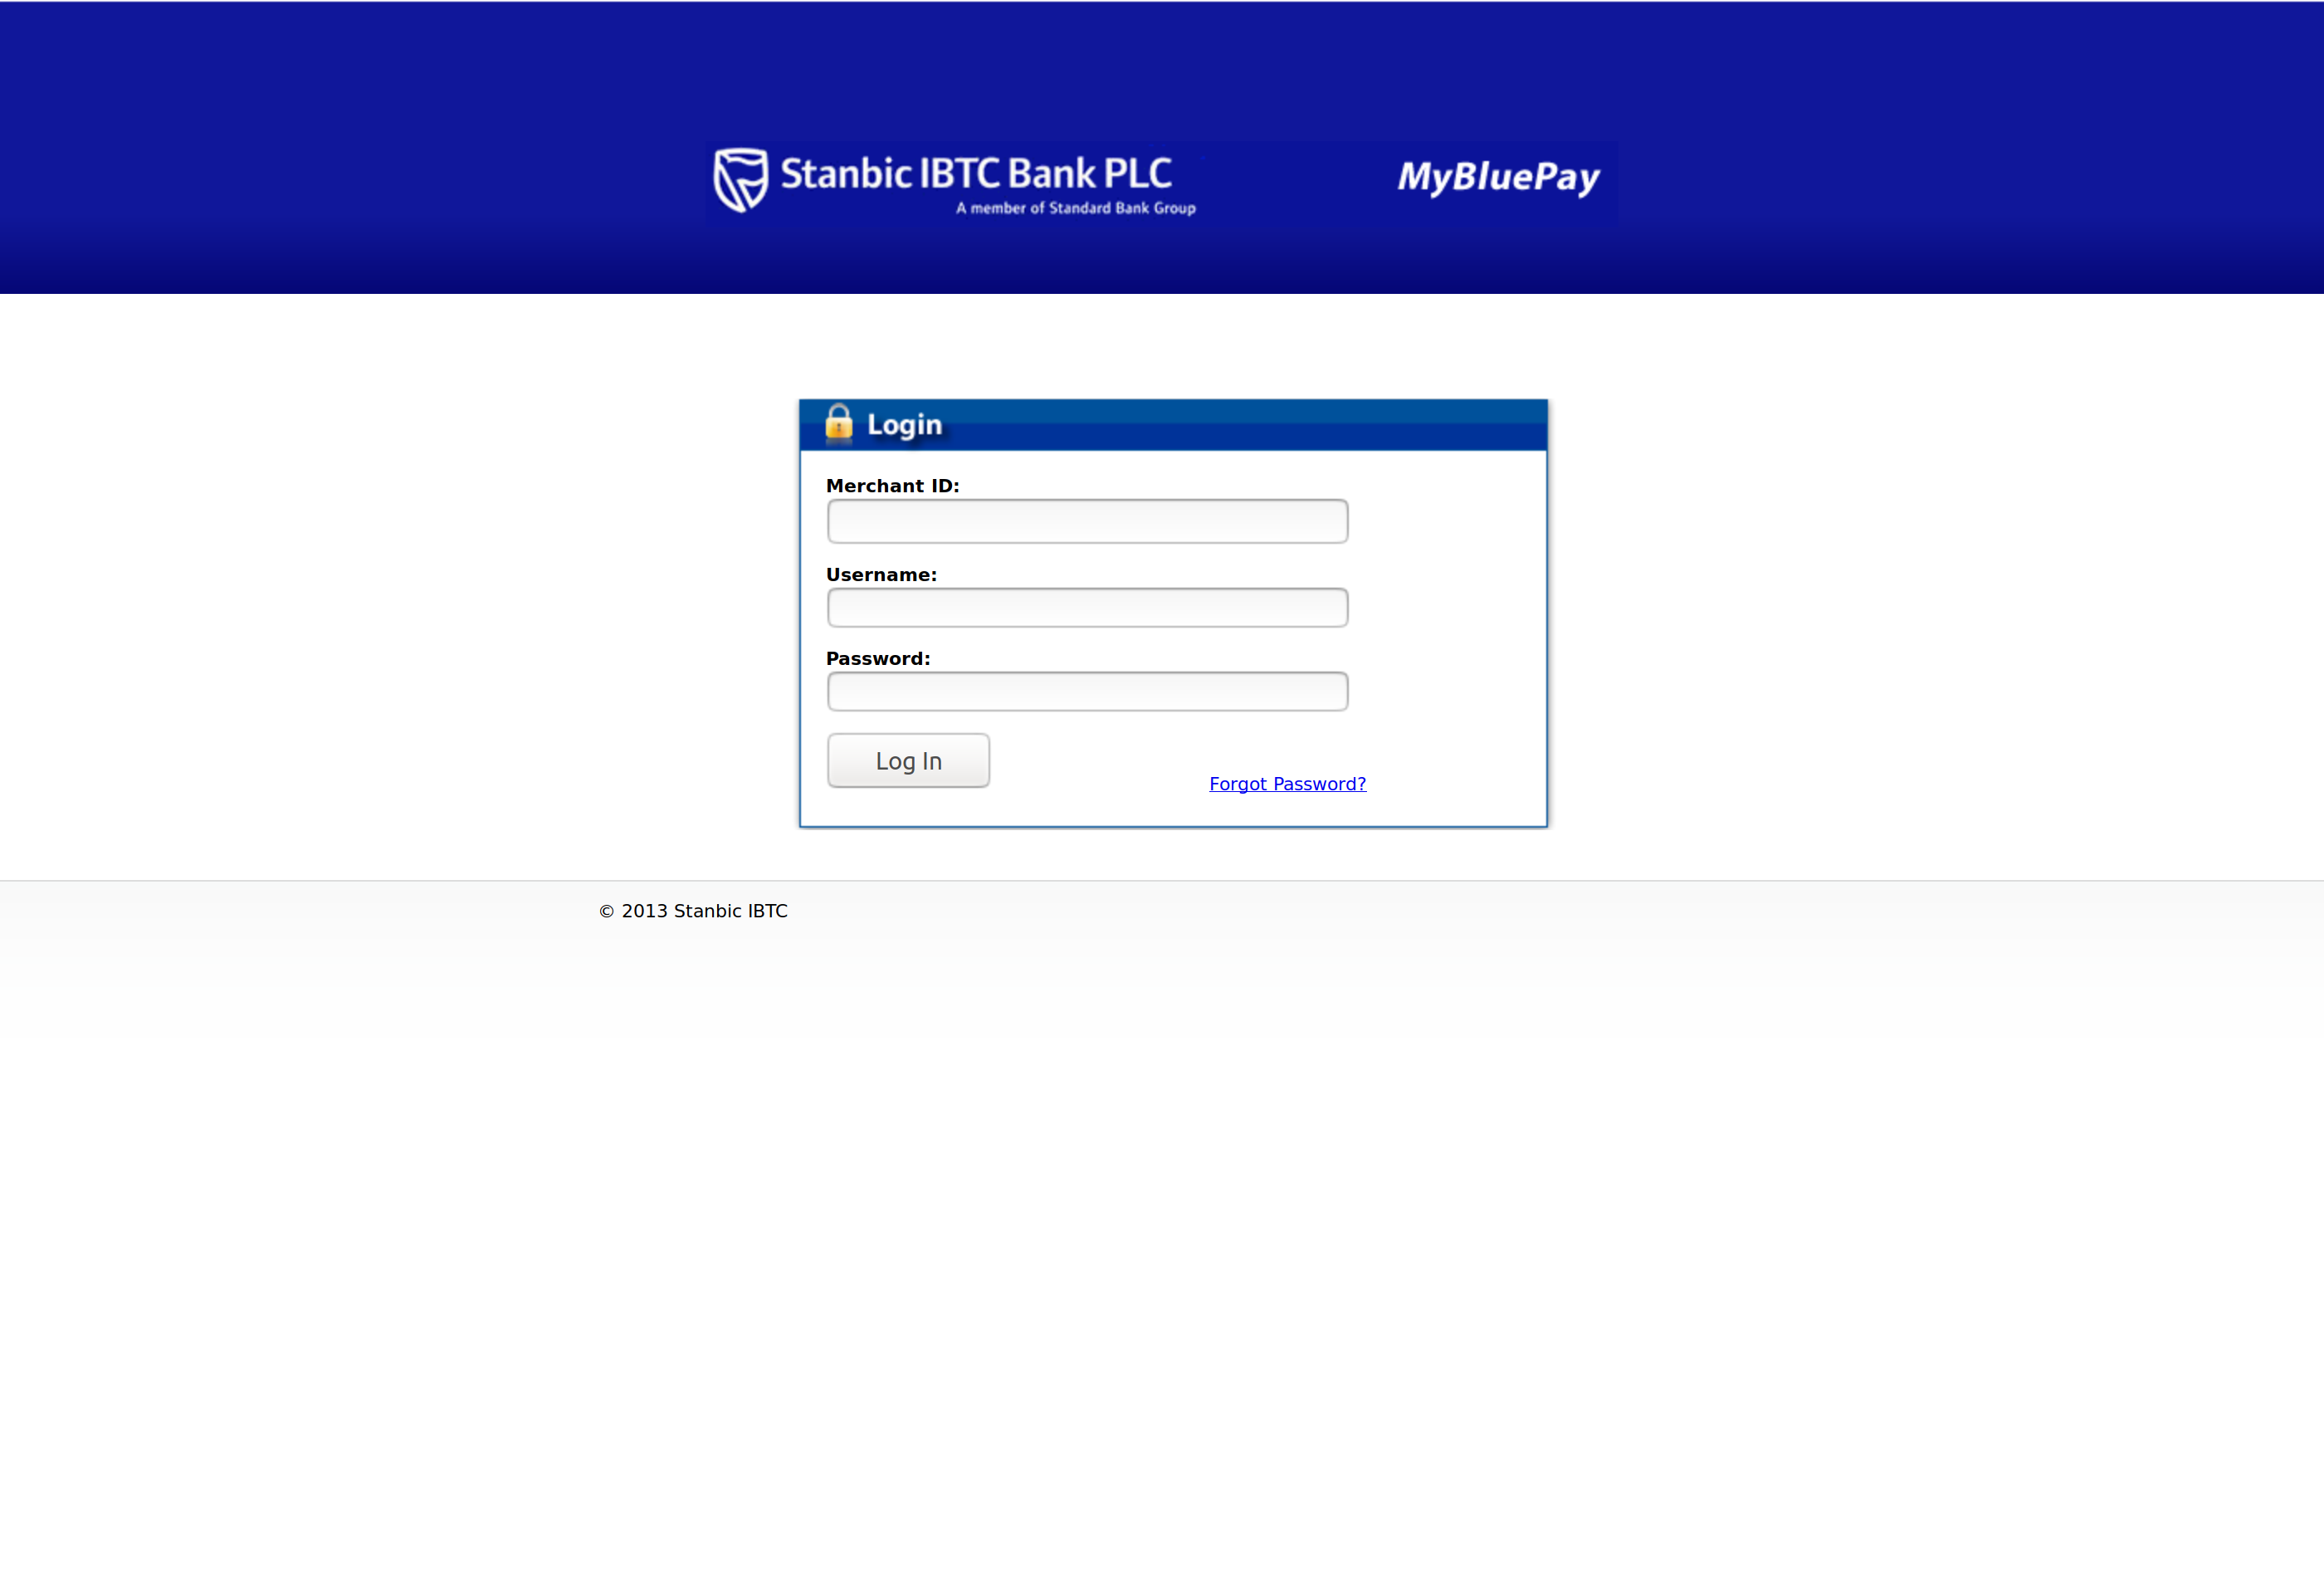 Stanbic IBTC Bank PLC
A member of Standard Bank Group
MyBluePay
Login
Merchant ID:
Username:
Password:
Log In
Forgot Password?
© 2013 Stanbic IBTC